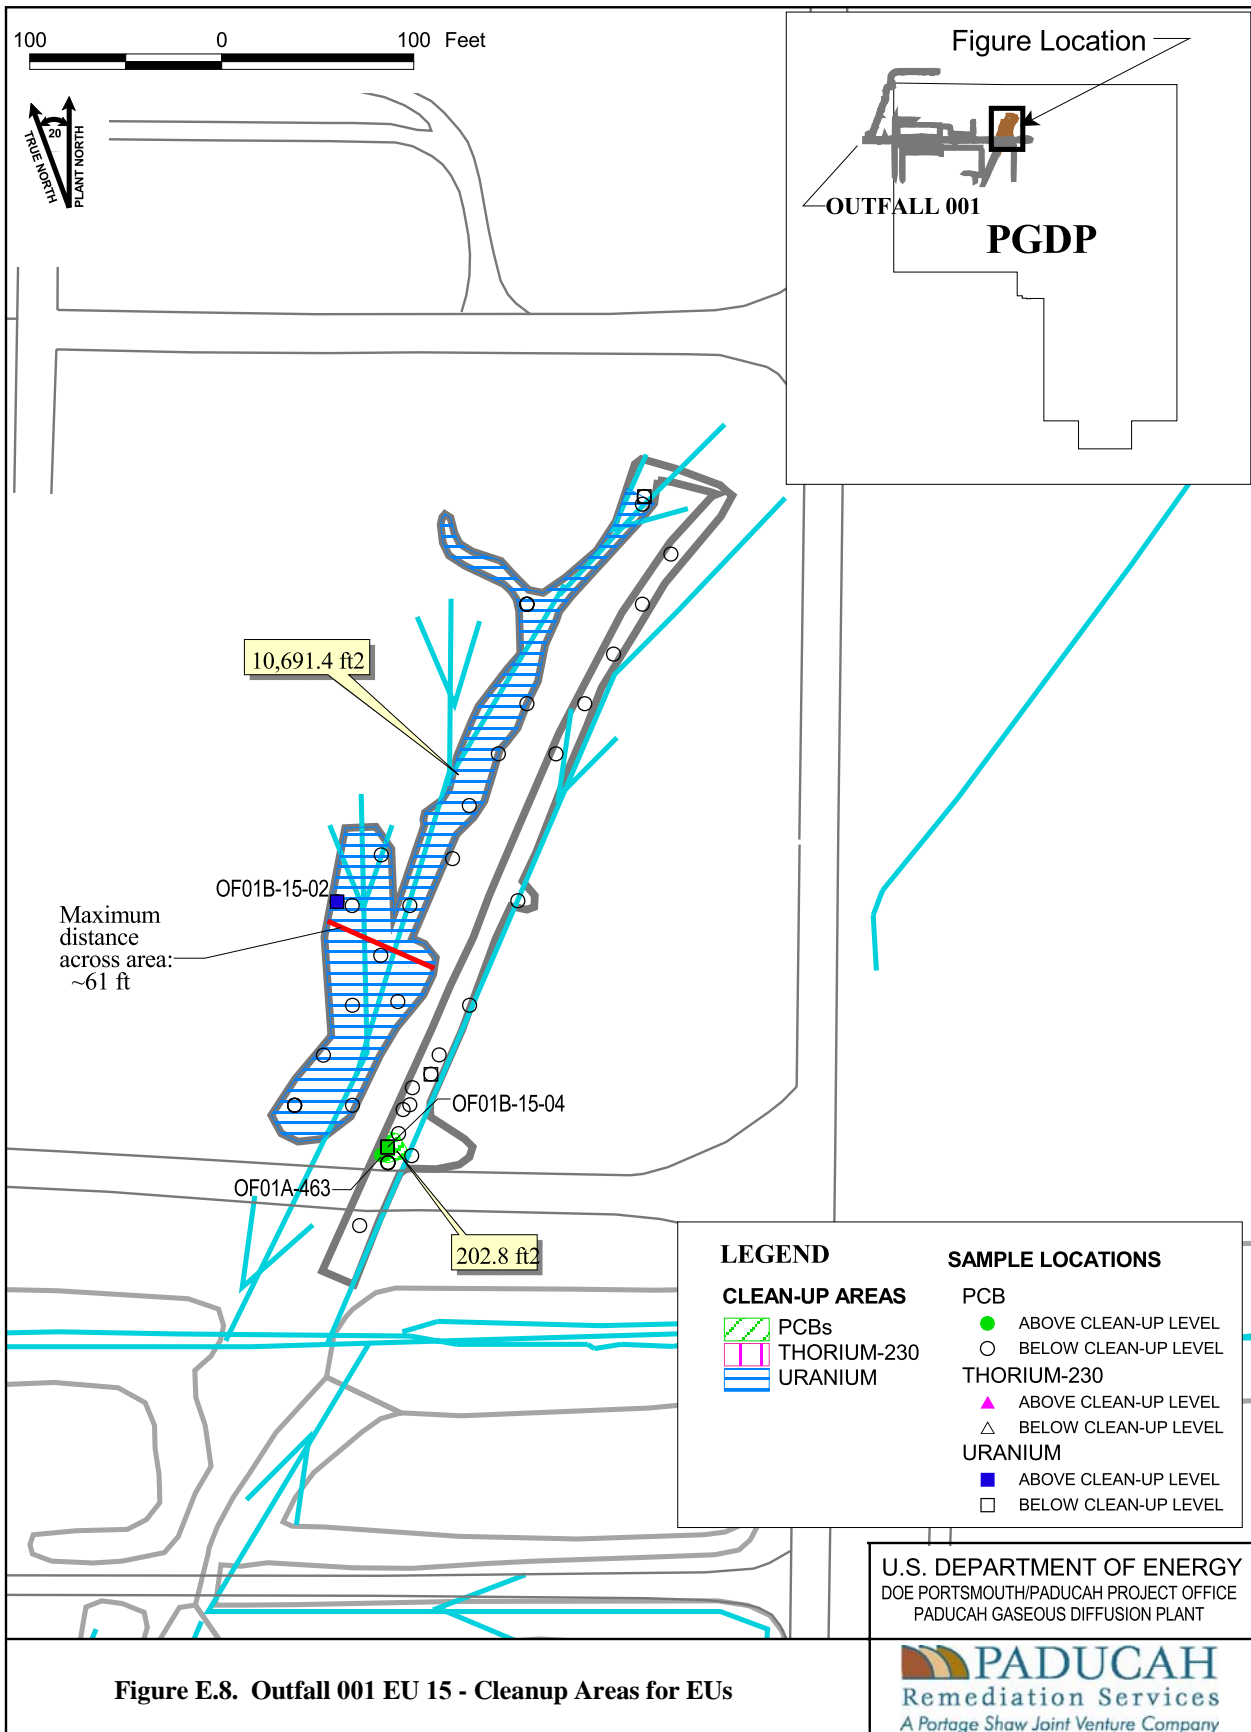 100 0 100 Feet
TRUE NORTH
20
PLANT NORTH
Figure Location
OUTFALL 001
PGDP
10,691.4 ft2
OF01B-15-02
Maximum
distance
across area:
~61 ft
OF01B-15-04
OF01A-463
202.8 ft2
LEGEND
CLEAN-UP AREAS
PCBs
THORIUM-230
URANIUM
SAMPLE LOCATIONS
PCB
ABOVE CLEAN-UP LEVEL
BELOW CLEAN-UP LEVEL
THORIUM-230
ABOVE CLEAN-UP LEVEL
BELOW CLEAN-UP LEVEL
URANIUM
ABOVE CLEAN-UP LEVEL
BELOW CLEAN-UP LEVEL
U.S. DEPARTMENT OF ENERGY
DOE PORTSMOUTH/PADUCAH PROJECT OFFICE
PADUCAH GASEOUS DIFFUSION PLANT
Figure E.8. Outfall 001 EU 15 - Cleanup Areas for EUs
PADUCAH
Remediation Services
A Portage Shaw Joint Venture Company